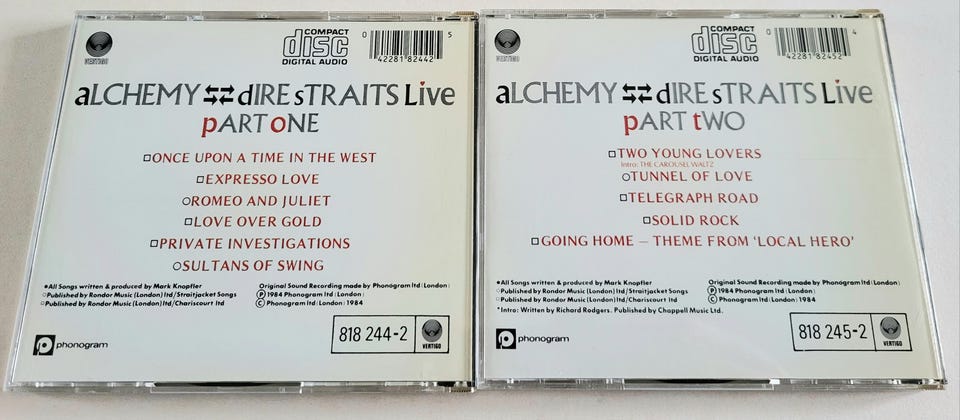 VERTIGO
COMPACT
disc
DIGITAL AUDIO
0 42281 82442 5
aLCHEMY dIRE sTRAITS Live
pART oNE
□ONCE UPON A TIME IN THE WEST
□EXPRESSO LOVE
○ROMEO AND JULIET
□LOVE OVER GOLD
□PRIVATE INVESTIGATIONS
○SULTANS OF SWING
*All Songs written & produced by Mark Knopfler
○Published by Rondor Music (London) ltd/Straitjacket Songs
□Published by Rondor Music (London) ltd/Chariscourt ltd
Original Sound Recording made by Phonogram ltd (London)
Ⓟ 1984 Phonogram ltd (London)
© Phonogram ltd (London) 1984
phonogram
818 244-2
VERTIGO
VERTIGO
COMPACT
disc
DIGITAL AUDIO
0 42281 82452 4
aLCHEMY dIRE sTRAITS Live
pART tWO
□TWO YOUNG LOVERS
Intro: THE CAROUSEL WALTZ
○TUNNEL OF LOVE
□TELEGRAPH ROAD
□SOLID ROCK
□GOING HOME – THEME FROM ‘LOCAL HERO’
*All Songs written & produced by Mark Knopfler
○Published by Rondor Music (London) ltd/Straitjacket Songs
□Published by Rondor Music (London) ltd/Chariscourt ltd
*Intro: Written by Richard Rodgers. Published by Chappell Music Ltd.
Original Sound Recording made by Phonogram ltd (London)
Ⓟ 1984 Phonogram ltd (London)
© Phonogram ltd (London) 1984
phonogram
818 245-2
VERTIGO